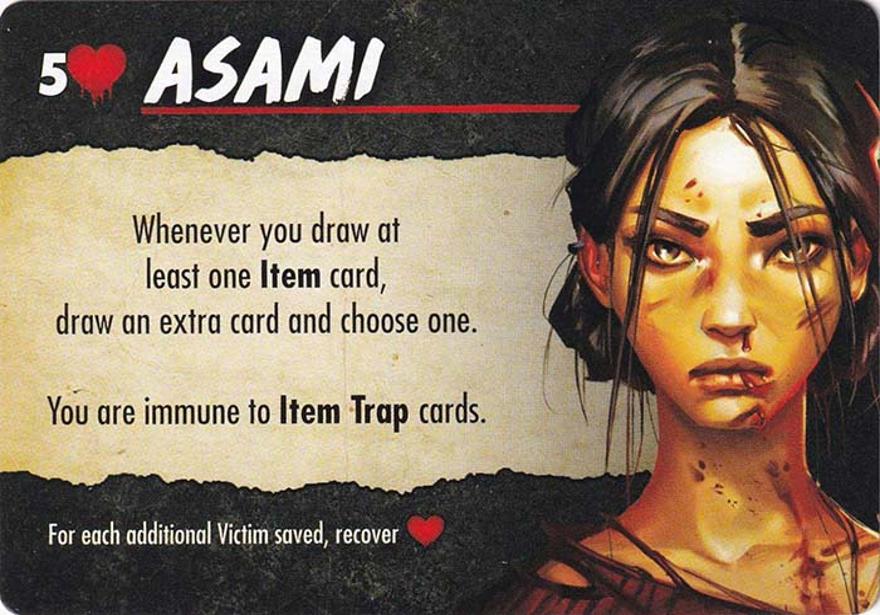 5 ASAMI
Whenever you draw at
least one Item card,
draw an extra card and choose one.
You are immune to Item Trap cards.
For each additional Victim saved, recover